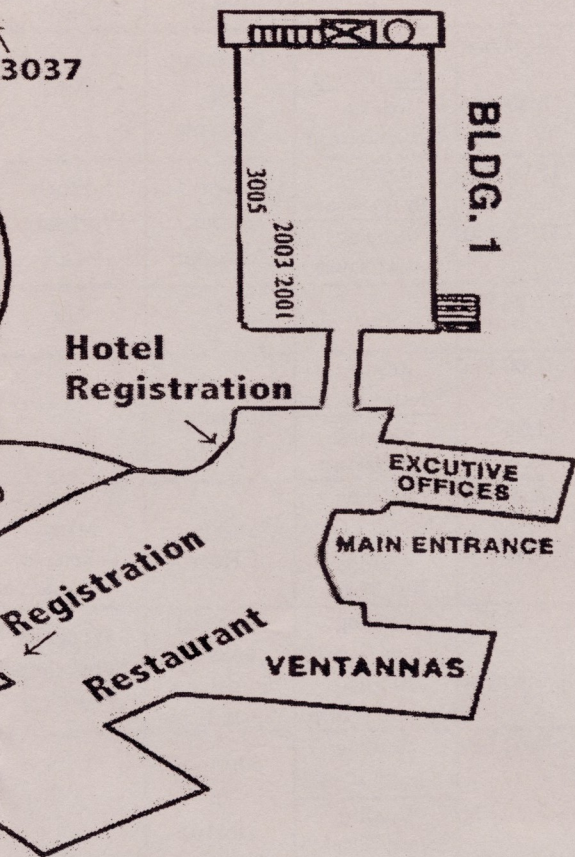 3037
BLDG. 1
3005
2003 2001
Hotel
Registration
EXCUTIVE
OFFICES
MAIN ENTRANCE
Registration
Restaurant
VENTANNAS